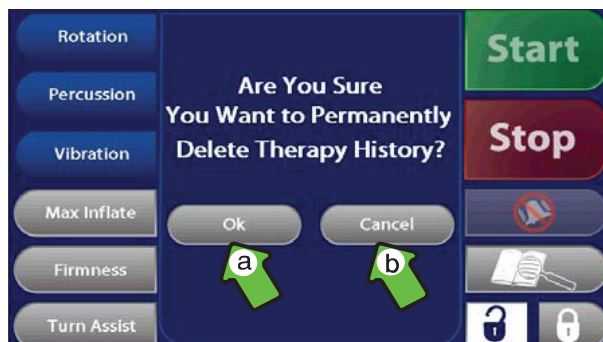 Rotation
Percussion
Vibration
Max Inflate
Firmness
Turn Assist
Are You Sure
You Want to Permanently
Delete Therapy History?
Ok
Cancel
a
b
Start
Stop